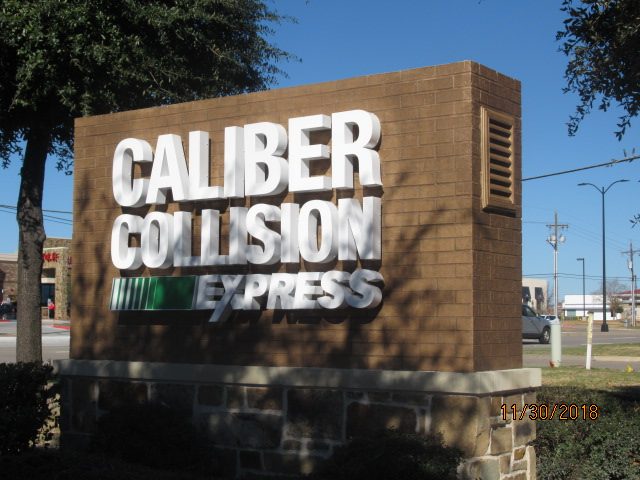 CALIBER
COLLISION
EXPRESS
11/30/2018